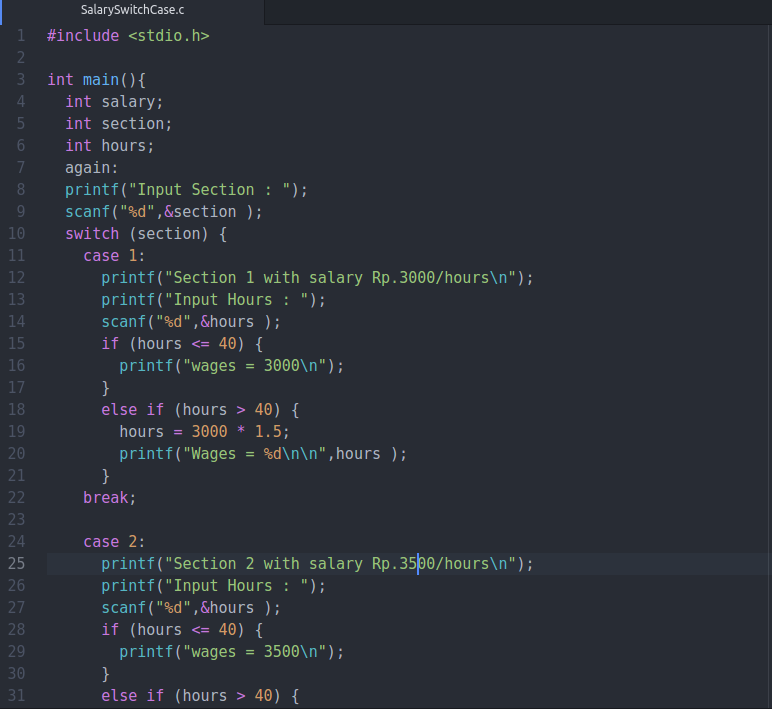 SalarySwitchCase.c
1 #include <stdio.h>
2
3 int main(){
4   int salary;
5   int section;
6   int hours;
7   again:
8   printf("Input Section : ");
9   scanf("%d",&section );
10   switch (section) {
11     case 1:
12       printf("Section 1 with salary Rp.3000/hours\n");
13       printf("Input Hours : ");
14       scanf("%d",&hours );
15       if (hours <= 40) {
16         printf("wages = 3000\n");
17       }
18       else if (hours > 40) {
19         hours = 3000 * 1.5;
20         printf("Wages = %d\n\n",hours );
21       }
22     break;
23
24     case 2:
25       printf("Section 2 with salary Rp.3500/hours\n");
26       printf("Input Hours : ");
27       scanf("%d",&hours );
28       if (hours <= 40) {
29         printf("wages = 3500\n");
30       }
31       else if (hours > 40) {